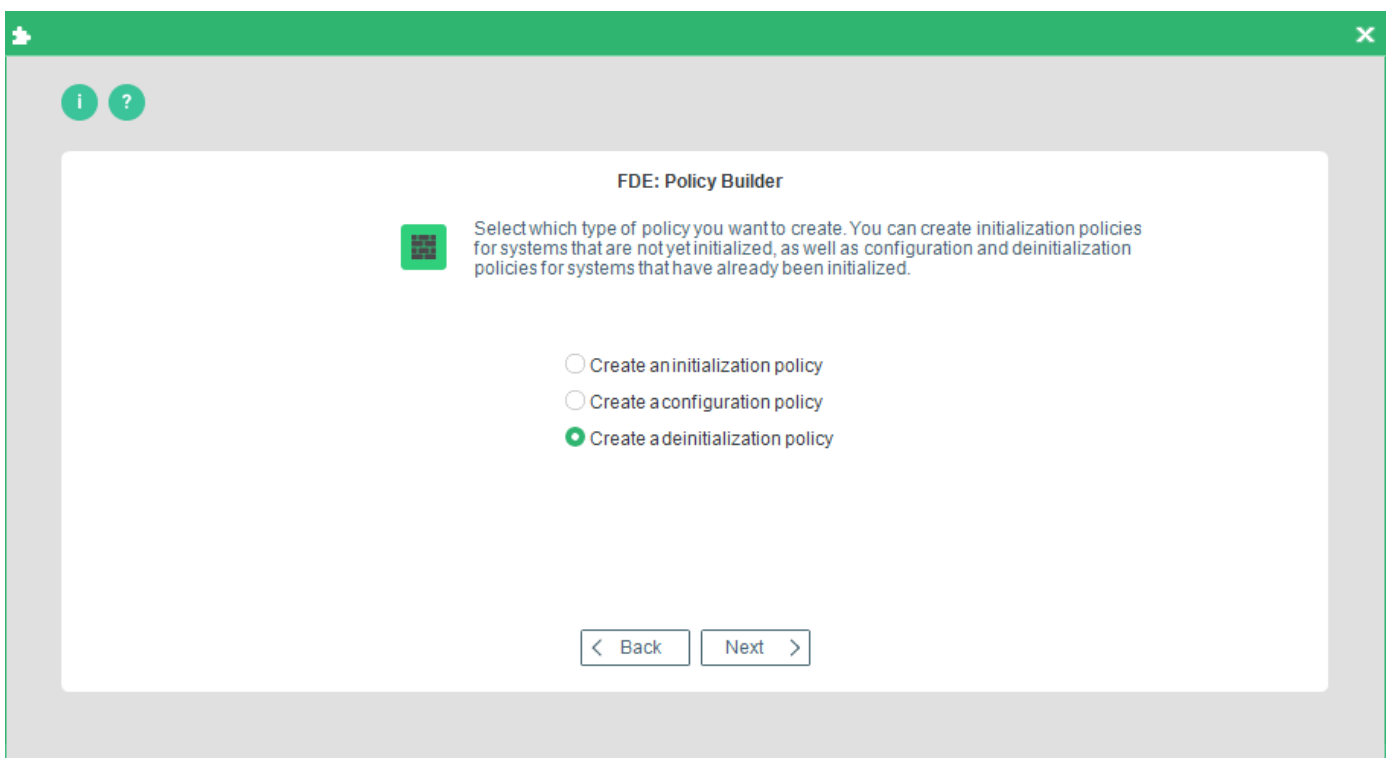 i ?
FDE: Policy Builder
Select which type of policy you want to create. You can create initialization policies
for systems that are not yet initialized, as well as configuration and deinitialization
policies for systems that have already been initialized.
Create an initialization policy
Create a configuration policy
Create a deinitialization policy
Back Next